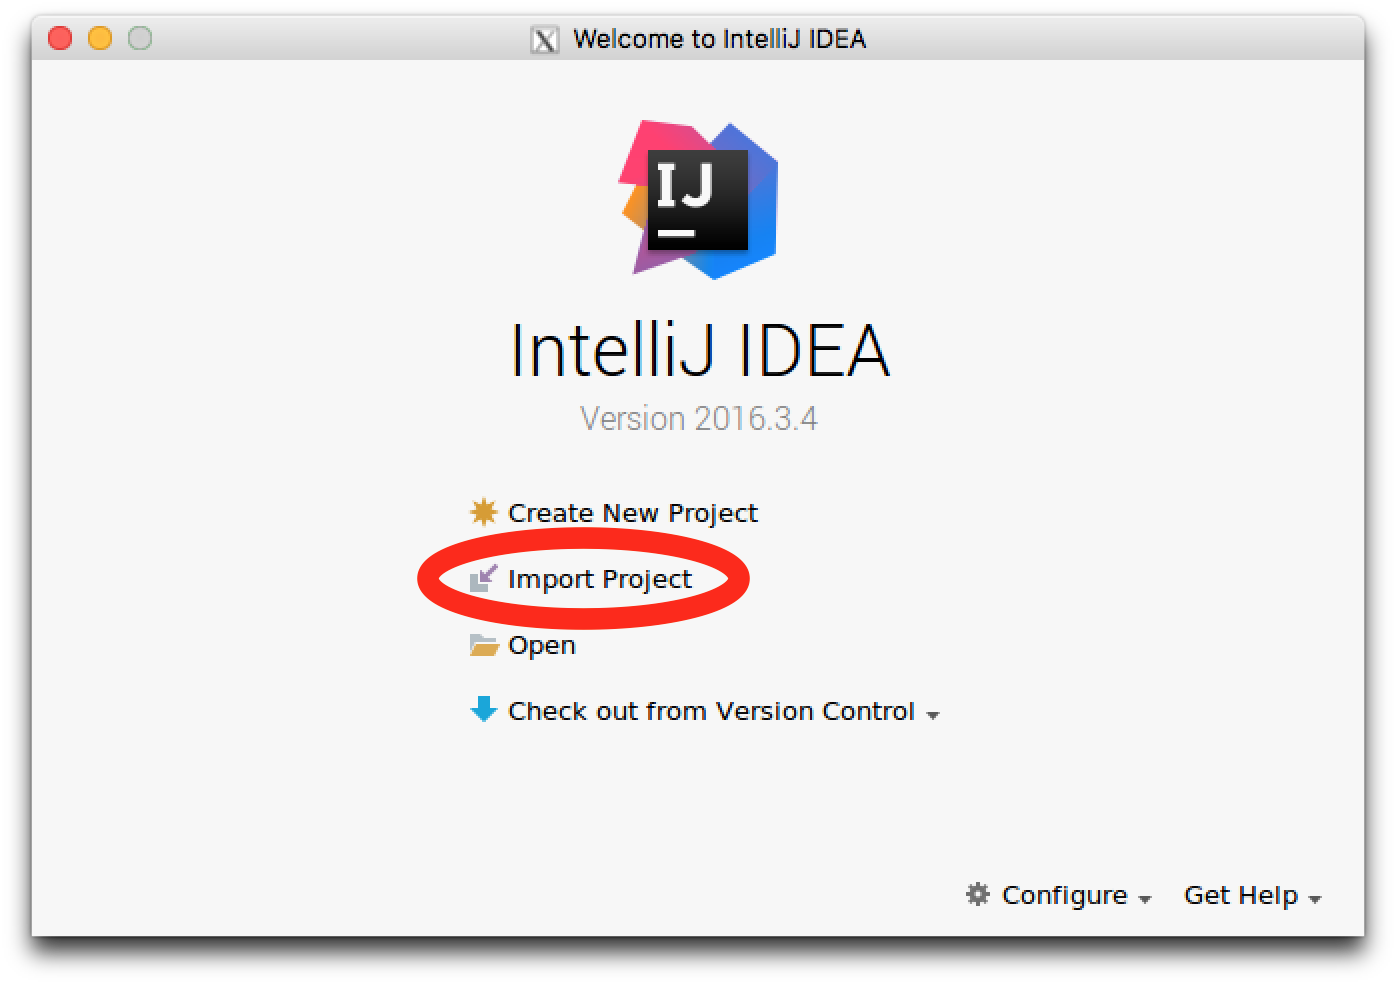 Welcome to IntelliJ IDEA
IJ
IntelliJ IDEA
Version 2016.3.4
Create New Project
Import Project
Open
Check out from Version Control
Configure
Get Help